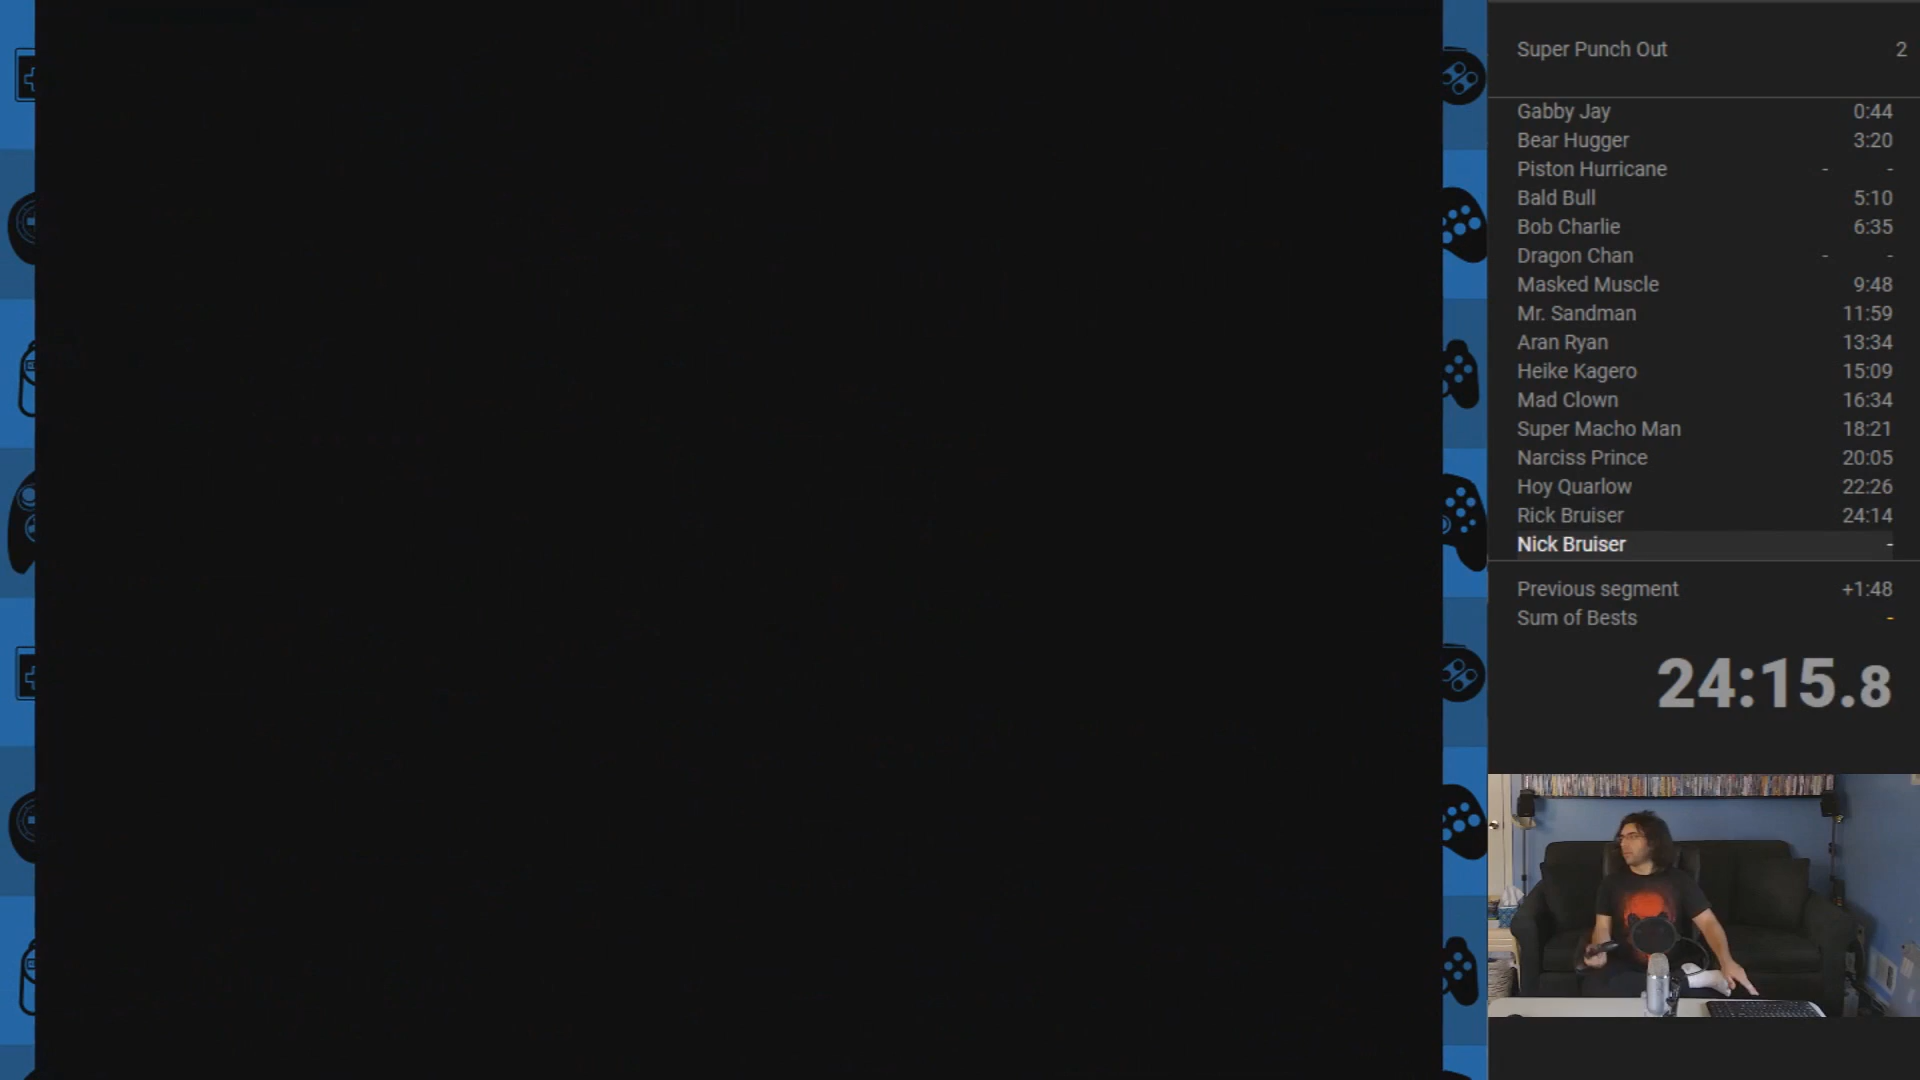 Super Punch Out 2
Gabby Jay 0:44
Bear Hugger 3:20
Piston Hurricane - -
Bald Bull 5:10
Bob Charlie 6:35
Dragon Chan - -
Masked Muscle 9:48
Mr. Sandman 11:59
Aran Ryan 13:34
Heike Kagero 15:09
Mad Clown 16:34
Super Macho Man 18:21
Narciss Prince 20:05
Hoy Quarlow 22:26
Rick Bruiser 24:14
Nick Bruiser -
Previous segment +1:48
Sum of Bests -
24:15.8